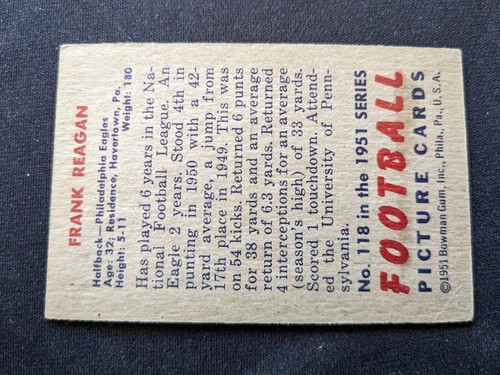 FRANK REAGAN
Halfback—Philadelphia Eagles
Age: 32; Residence, Havertown, Pa.
Height: 5-11 Weight: 180
Has played 6 years in the Na-
tional Football League. An
Eagle 2 years. Stood 4th in
punting in 1950 with a 42-
yard average, a jump from
17th place in 1949. This was
on 54 kicks. Returned 6 punts
for 38 yards and an average
return of 6.3 yards. Returned
4 interceptions for an average
(season's high) of 33 yards.
Scored 1 touchdown. Attend-
ed the University of Penn-
sylvania.
No. 118 in the 1951 SERIES
FOOTBALL
PICTURE CARDS
©1951 Bowman Gum, Inc., Phila., Pa., U. S. A.